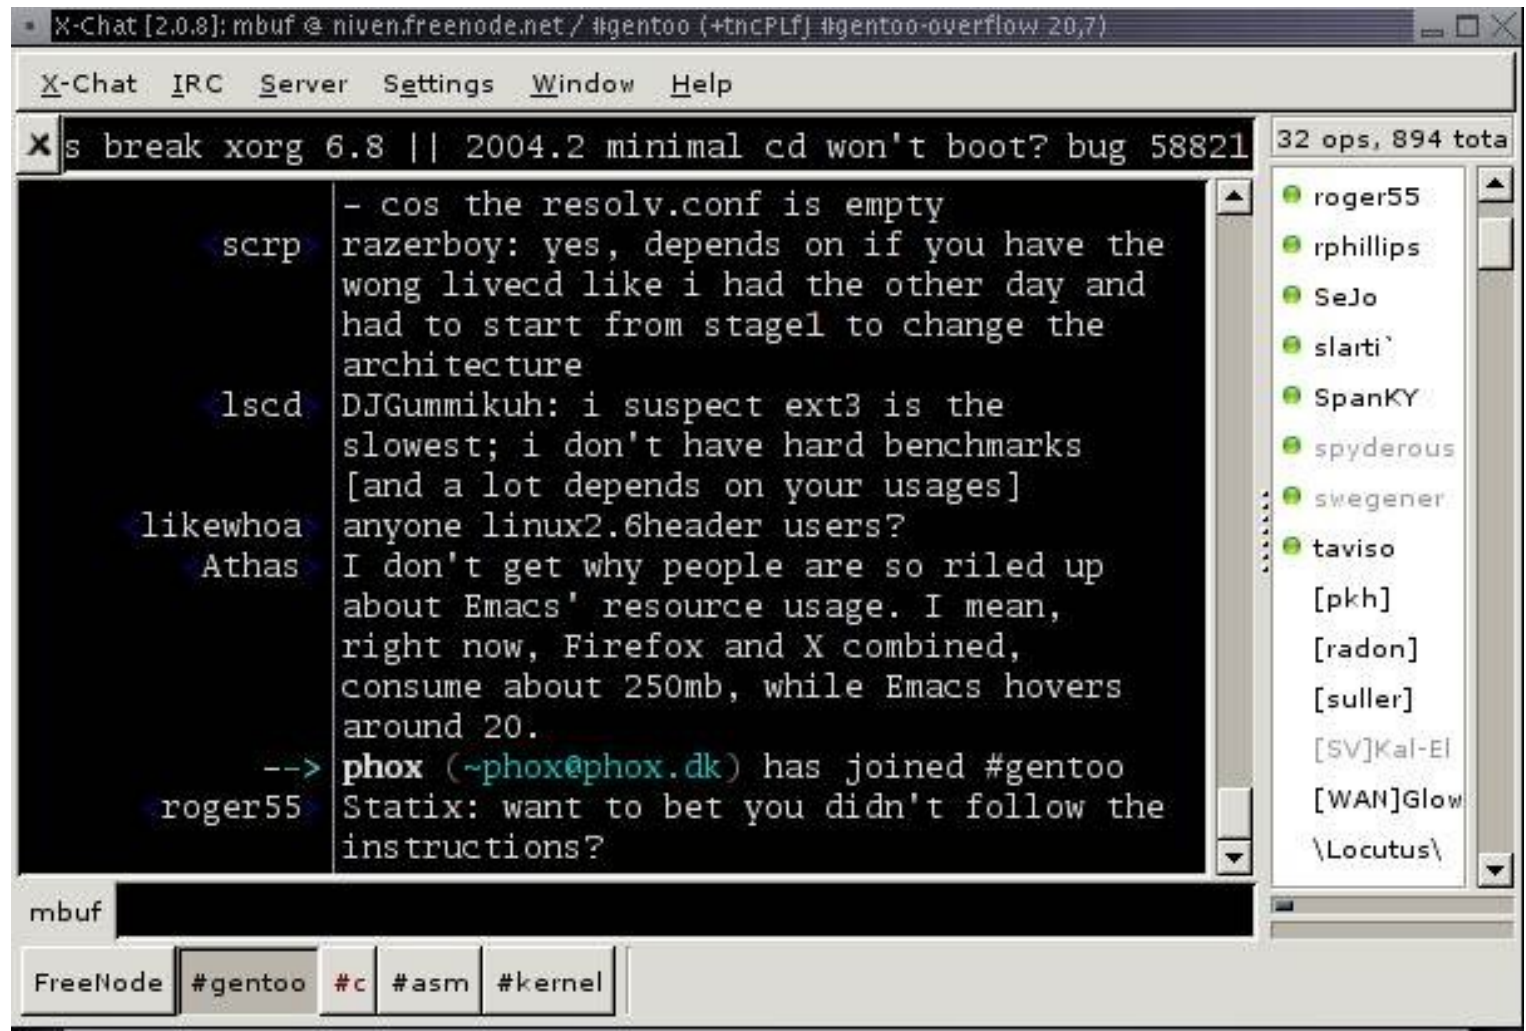 X-Chat [2.0.8]: mbuf @ niven.freenode.net / #gentoo (+tncPLfJ #gentoo-overflow 20,7)
X-Chat IRC Server Settings Window Help
X s break xorg 6.8 || 2004.2 minimal cd won't boot? bug 58821
32 ops, 894 tota
- cos the resolv.conf is empty
<scrp> razerboy: yes, depends on if you have the
wong livecd like i had the other day and
had to start from stage1 to change the
architecture
<lscd> DJGummikuh: i suspect ext3 is the
slowest; i don't have hard benchmarks
[and a lot depends on your usages]
<likewhoa> anyone linux2.6header users?
<Athas> I don't get why people are so riled up
about Emacs' resource usage. I mean,
right now, Firefox and X combined,
consume about 250mb, while Emacs hovers
around 20.
--> phox (~phox@phox.dk) has joined #gentoo
<roger55> Statix: want to bet you didn't follow the
instructions?
roger55
rphillips
SeJo
slarti`
SpanKY
spyderous
swegener
taviso
[pkh]
[radon]
[suller]
[SV]Kal-El
[WAN]Glow
\Locutus\
mbuf
FreeNode #gentoo #c #asm #kernel